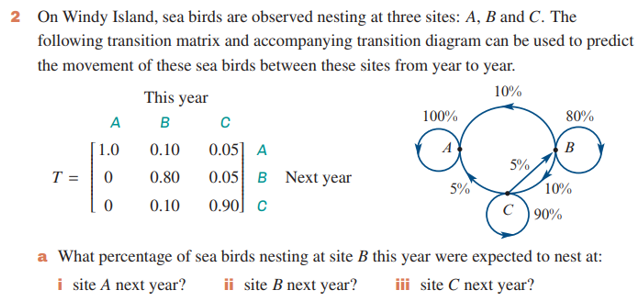 2 On Windy Island, sea birds are observed nesting at three sites: A, B and C. The
following transition matrix and accompanying transition diagram can be used to predict
the movement of these sea birds between these sites from year to year.
This year
A B C
1.0 0.10 0.05 A
T = 0 0.80 0.05 B Next year
0 0.10 0.90 C
10%
100% 80%
A B
5%
5% 10%
C 90%
a What percentage of sea birds nesting at site B this year were expected to nest at:
i site A next year? ii site B next year? iii site C next year?